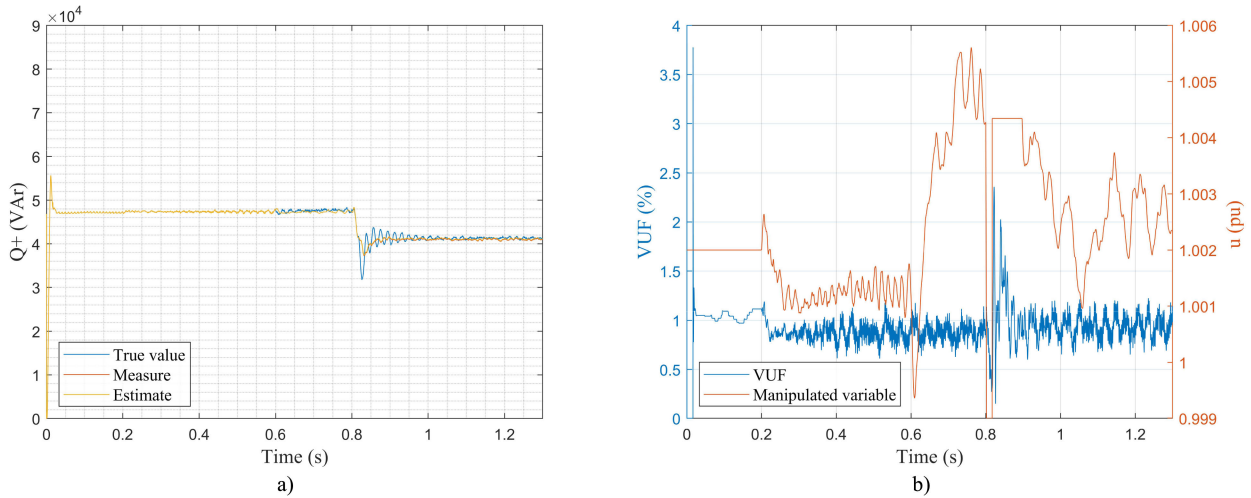 ×10⁴
9
8
7
6
5
4
3
2
1
0
Q+ (VAr)
True value
Measure
Estimate
0 0.2 0.4 0.6 0.8 1 1.2
Time (s)
a)
4
3.5
3
2.5
2
1.5
1
0.5
0
VUF (%)
VUF
Manipulated variable
1.006
1.005
1.004
1.003
1.002
1.001
1
0.999
u (pu)
0 0.2 0.4 0.6 0.8 1 1.2
Time (s)
b)